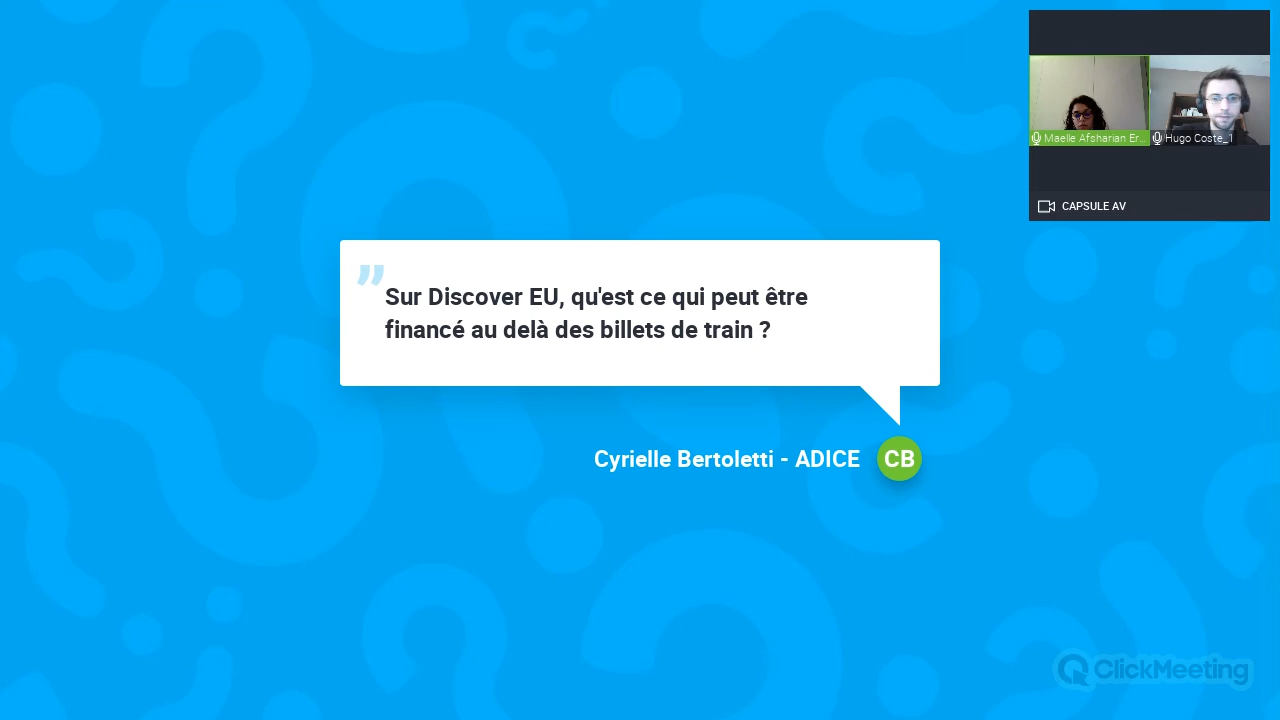 Maelle Afsharian Er...
Hugo Coste_1
CAPSULE AV
Sur Discover EU, qu'est ce qui peut être
financé au delà des billets de train ?
Cyrielle Bertoletti - ADICE
CB
ClickMeeting